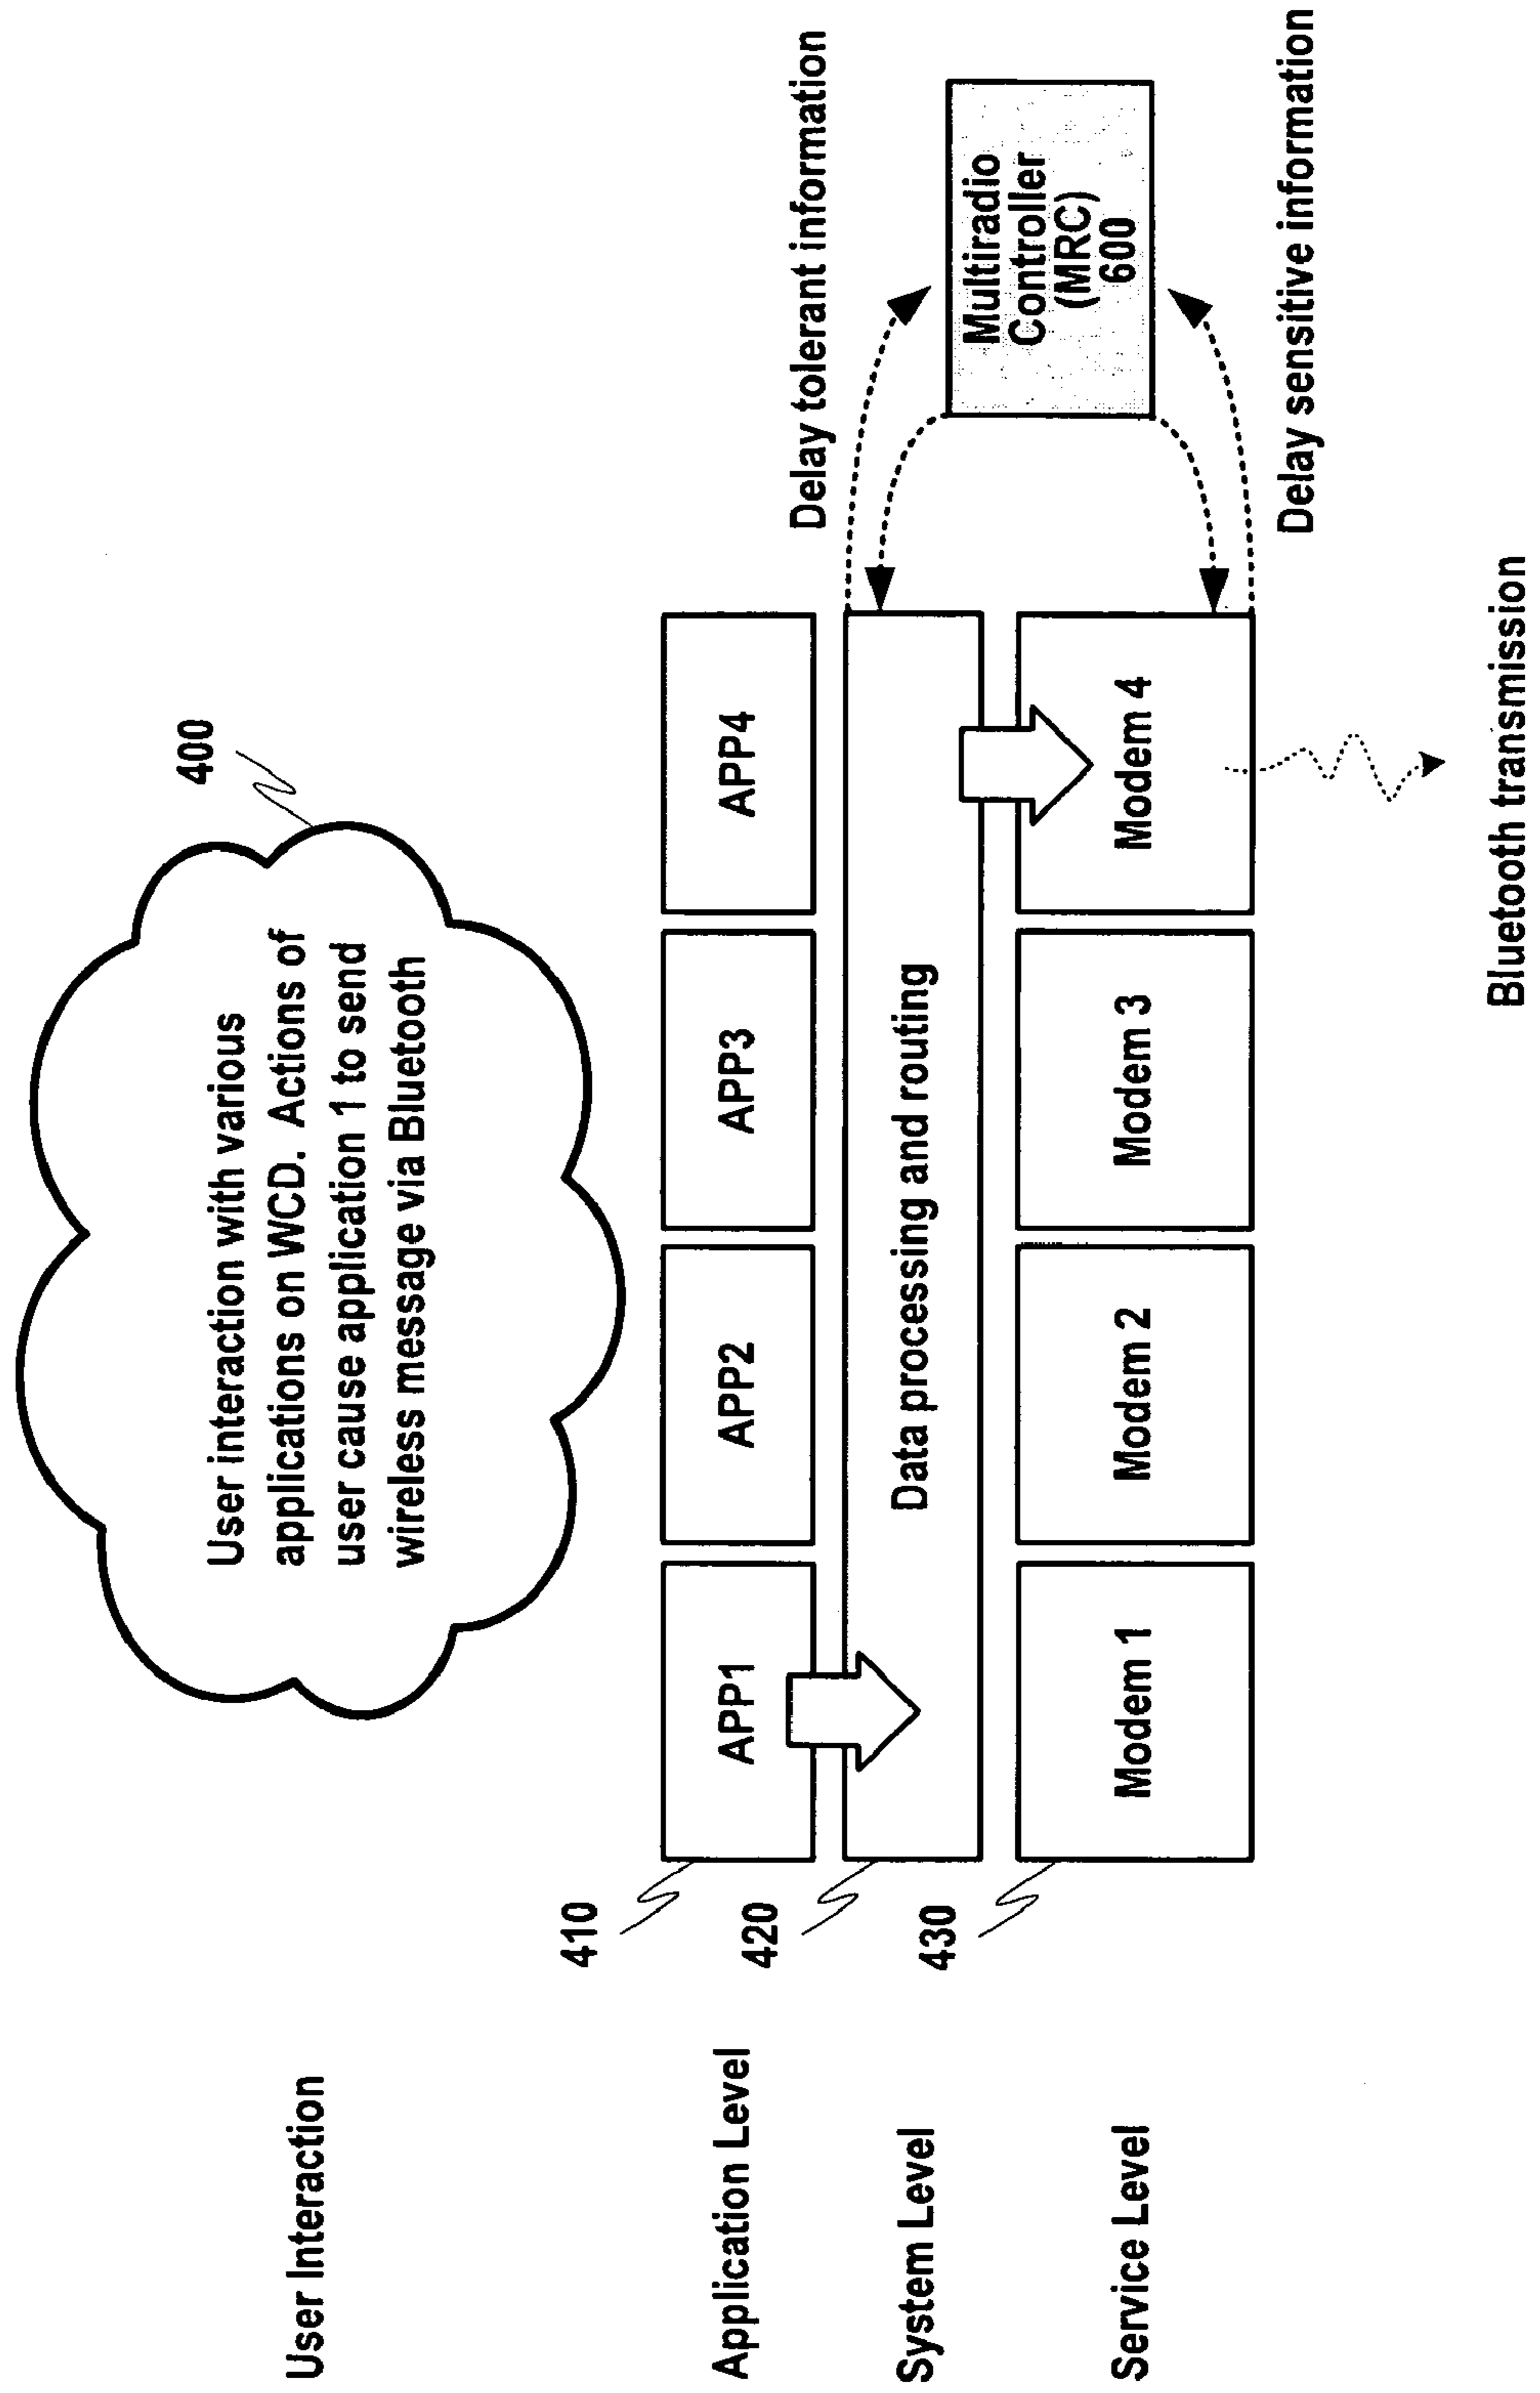 400
User interaction with various
applications on WCD. Actions of
user cause application 1 to send
wireless message via Bluetooth
User Interaction
410
Application Level
APP1
APP2
APP3
APP4
Delay tolerant information
420
System Level
Data processing and routing
Multiradio
Controller
(MRC)
600
430
Service Level
Modem 1
Modem 2
Modem 3
Modem 4
Delay sensitive information
Bluetooth transmission